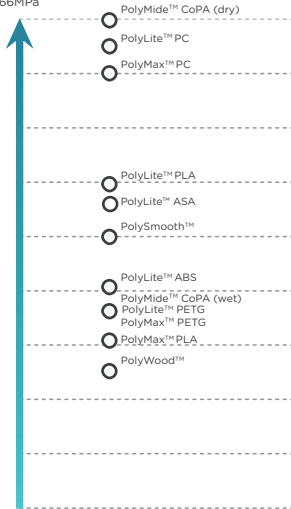 66MPa
PolyMide™ CoPA (dry)
PolyLite™ PC
PolyMax™ PC
PolyLite™ PLA
PolyLite™ ASA
PolySmooth™
PolyLite™ ABS
PolyMide™ CoPA (wet)
PolyLite™ PETG
PolyMax™ PETG
PolyMax™ PLA
PolyWood™